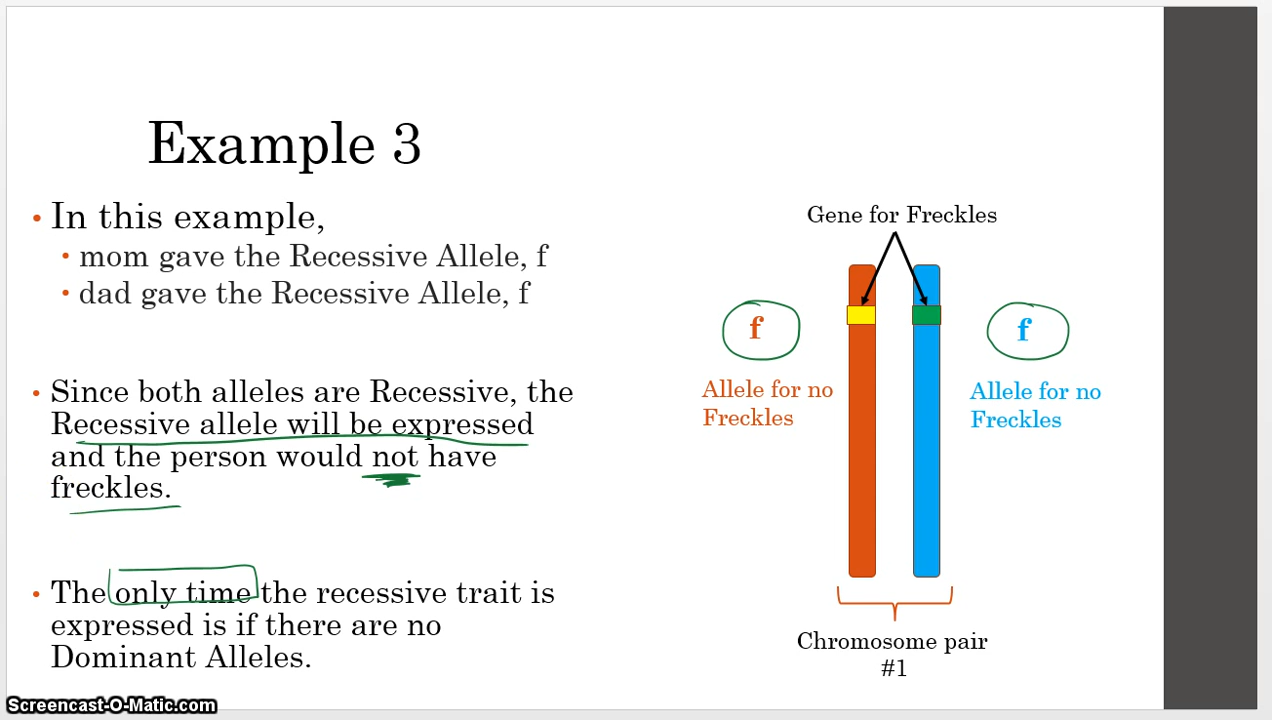 Example 3
• In this example,
• mom gave the Recessive Allele, f
• dad gave the Recessive Allele, f
• Since both alleles are Recessive, the
Recessive allele will be expressed
and the person would not have
freckles.
• The only time the recessive trait is
expressed is if there are no
Dominant Alleles.
Gene for Freckles
f
f
Allele for no
Freckles
Allele for no
Freckles
Chromosome pair
#1
Screencast-O-Matic.com